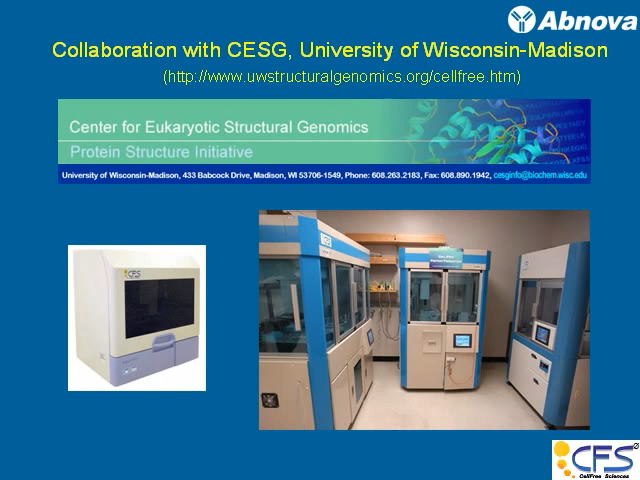 Abnova
Collaboration with CESG, University of Wisconsin-Madison
(http://www.uwstructuralgenomics.org/cellfree.htm)
Center for Eukaryotic Structural Genomics
Protein Structure Initiative
University of Wisconsin-Madison, 433 Babcock Drive, Madison, WI 53706-1549, Phone: 608.263.2183, Fax: 608.890.1942, cesginfo@biochem.wisc.edu
CFS
CFS
CellFree Sciences